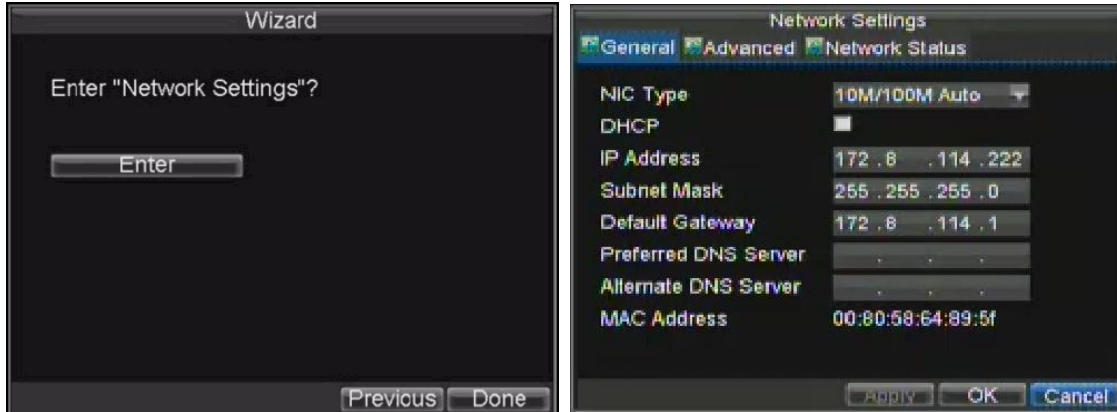 Wizard
Enter "Network Settings"?
Enter
Previous Done
Network Settings
General Advanced Network Status
NIC Type 10M/100M Auto
DHCP
IP Address 172 .8 .114 .222
Subnet Mask 255 .255 .255 .0
Default Gateway 172 .8 .114 .1
Preferred DNS Server . . .
Alternate DNS Server . . .
MAC Address 00:80:58:64:89:5f
Apply OK Cancel